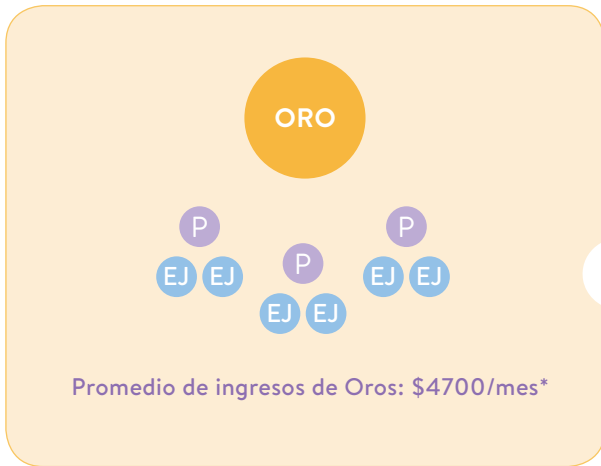 ORO
P P
P
EJ EJ EJ EJ
EJ EJ
Promedio de ingresos de Oros: $4700/mes*